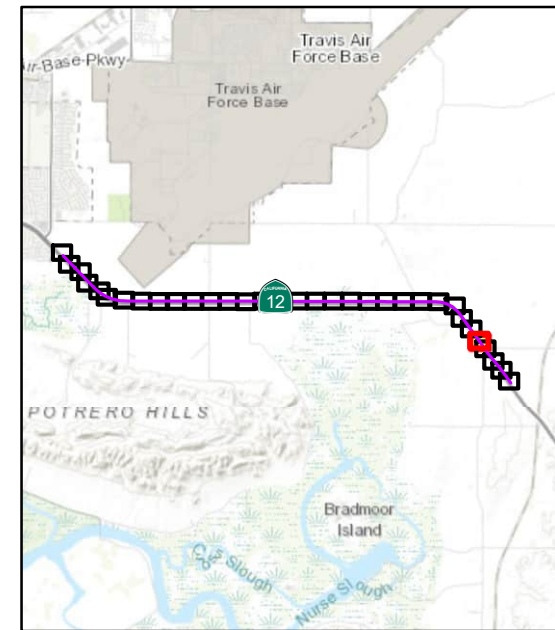 Travis Air
Force Base
Air-Base-Pkwy
Travis Air
Force Base
CALIFORNIA
12
POTRERO HILLS
Bradmoor
Island
Cross Slough
Nurse Slough